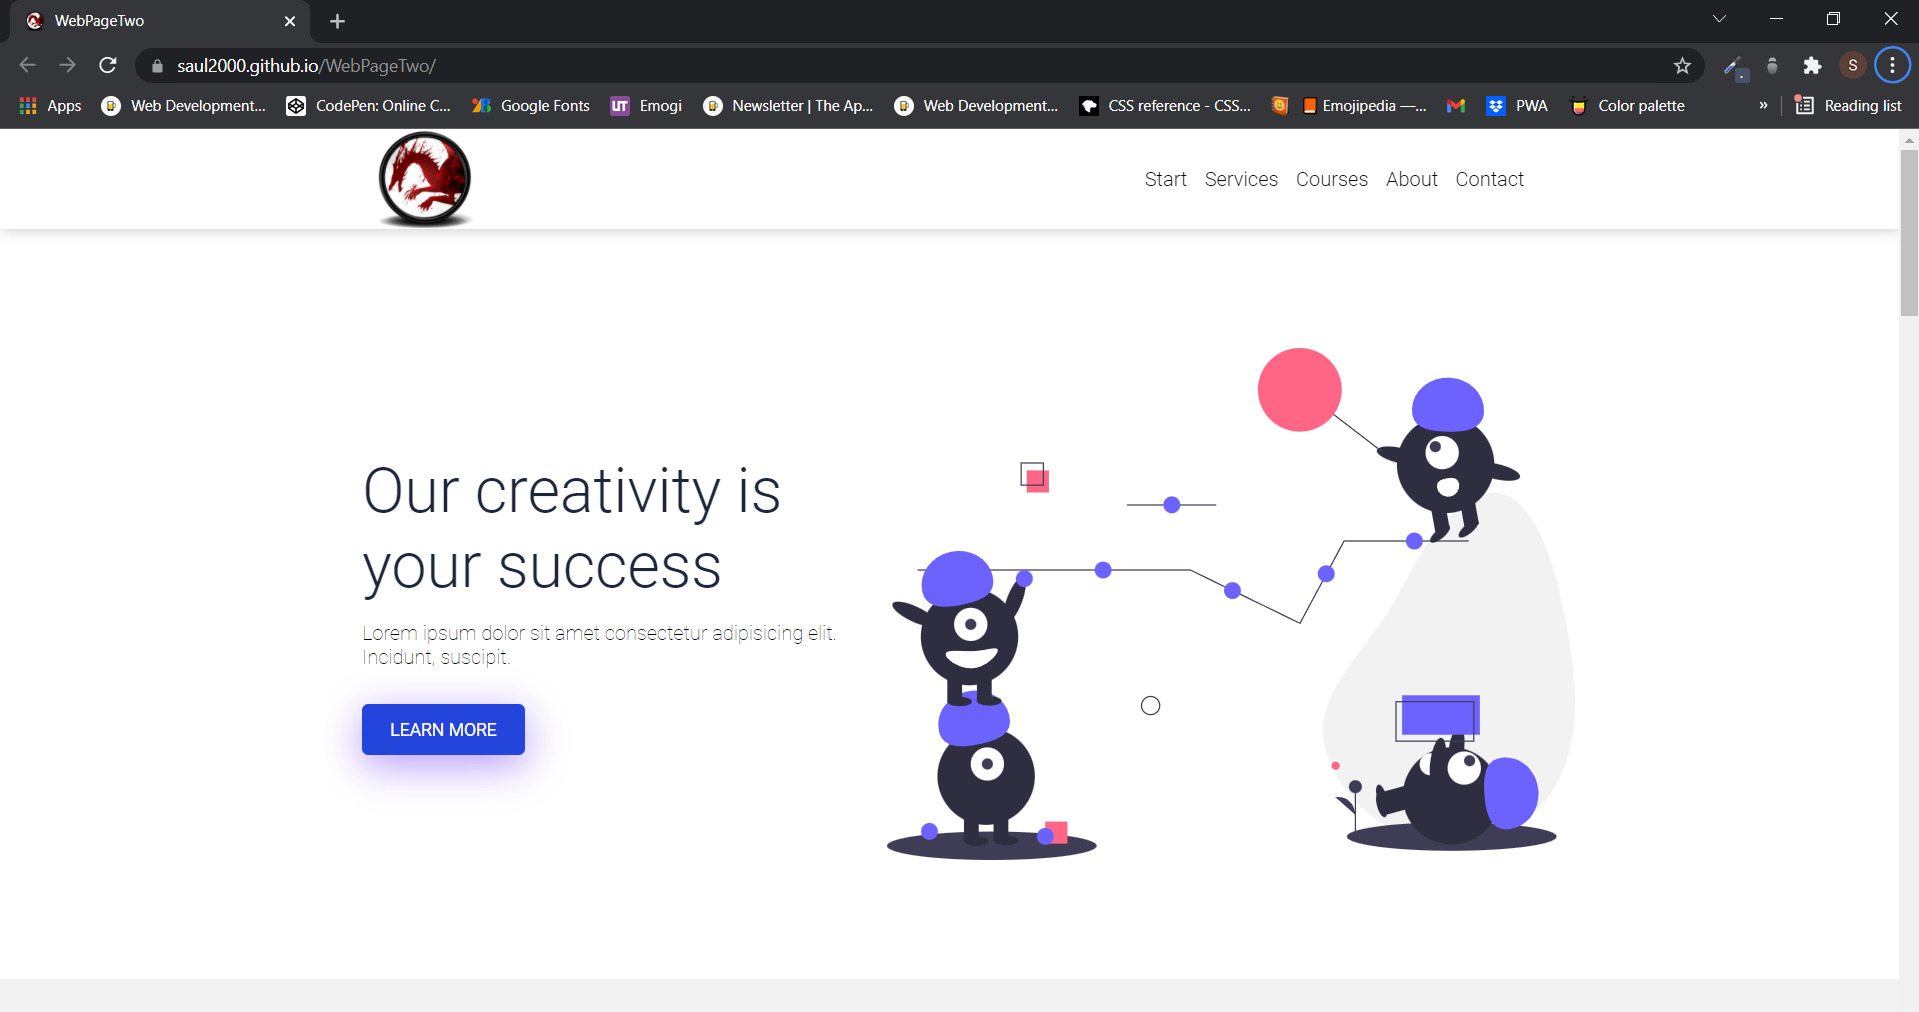 WebPageTwo
saul2000.github.io/WebPageTwo/
S
Apps Web Development... CodePen: Online C... Google Fonts UT Emogi Newsletter | The Ap... Web Development... CSS reference - CSS... Emojipedia —... PWA Color palette » Reading list
Start Services Courses About Contact
Our creativity is
your success
Lorem ipsum dolor sit amet consectetur adipisicing elit.
Incidunt, suscipit.
LEARN MORE